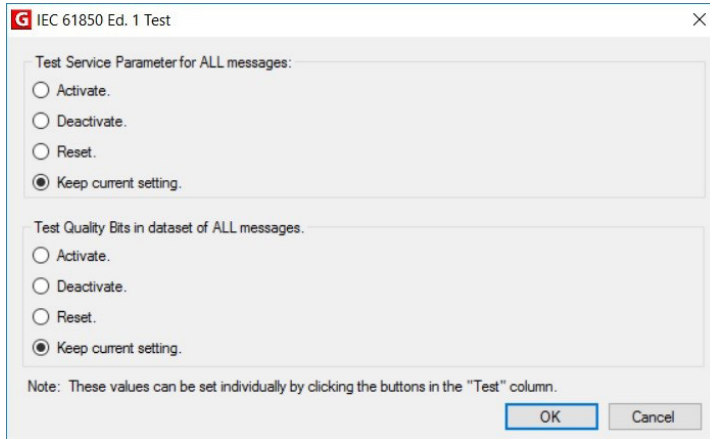 G IEC 61850 Ed. 1 Test
Test Service Parameter for ALL messages:
Activate.
Deactivate.
Reset.
Keep current setting.
Test Quality Bits in dataset of ALL messages.
Activate.
Deactivate.
Reset.
Keep current setting.
Note: These values can be set individually by clicking the buttons in the "Test" column.
OK Cancel